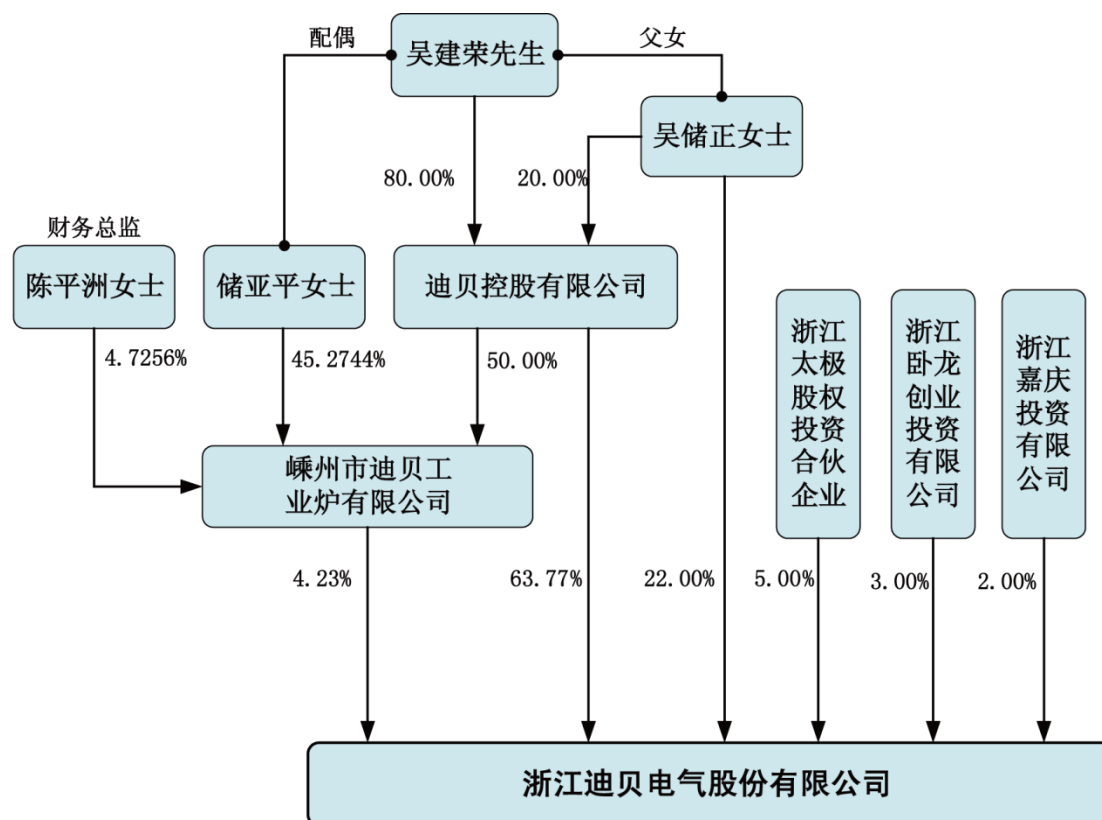 配偶
吴建荣先生
父女
吴储正女士
80.00%
20.00%
财务总监
陈平洲女士
储亚平女士
迪贝控股有限公司
浙江
太极
股权
投资
合伙
企业
浙江
卧龙
创业
投资
有限
公司
浙江
嘉庆
投资
有限
公司
4.7256%
45.2744%
50.00%
嵊州市迪贝工
业炉有限公司
4.23%
63.77%
22.00%
5.00%
3.00%
2.00%
浙江迪贝电气股份有限公司